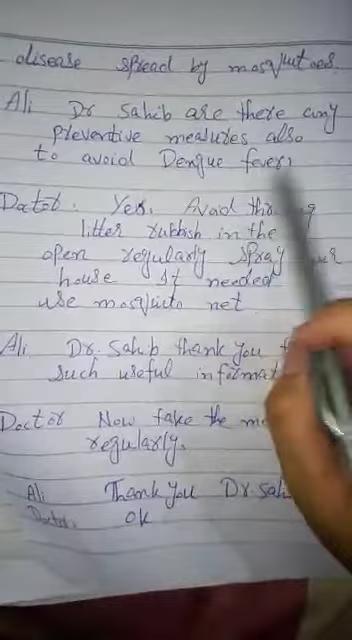 disease spread by mosquitoes.
Ali Dr Sahib are there any
preventive measures also
to avoid Dengue fever?
Doctor. Yes. Avoid
litter rubbish in the
open regularly spray
house If needed
use mosquito net
Ali Dr. Sahib thank you
such useful
Doctor Now take the
regularly.
Ali Thank you Dr.
Doctor. OK